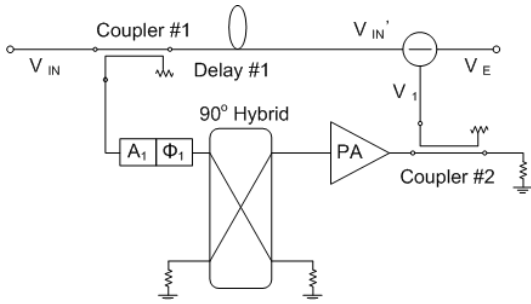 Coupler #1
V IN
Delay #1
V IN'
V E
V 1
90° Hybrid
A1 Φ1
PA
Coupler #2